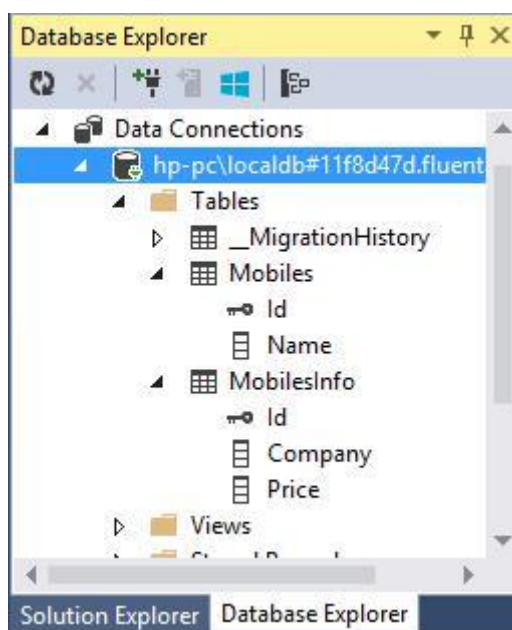 Database Explorer
Data Connections
hp-pc\localdb#11f8d47d.fluent
Tables
__MigrationHistory
Mobiles
Id
Name
MobilesInfo
Id
Company
Price
Views
Solution Explorer
Database Explorer